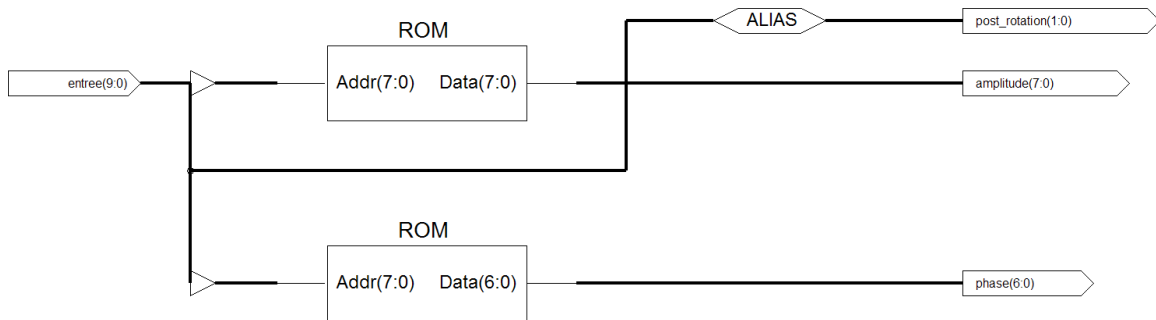 ALIAS
post_rotation(1:0)
ROM
entree(9:0)
Addr(7:0) Data(7:0)
amplitude(7:0)
ROM
Addr(7:0) Data(6:0)
phase(6:0)